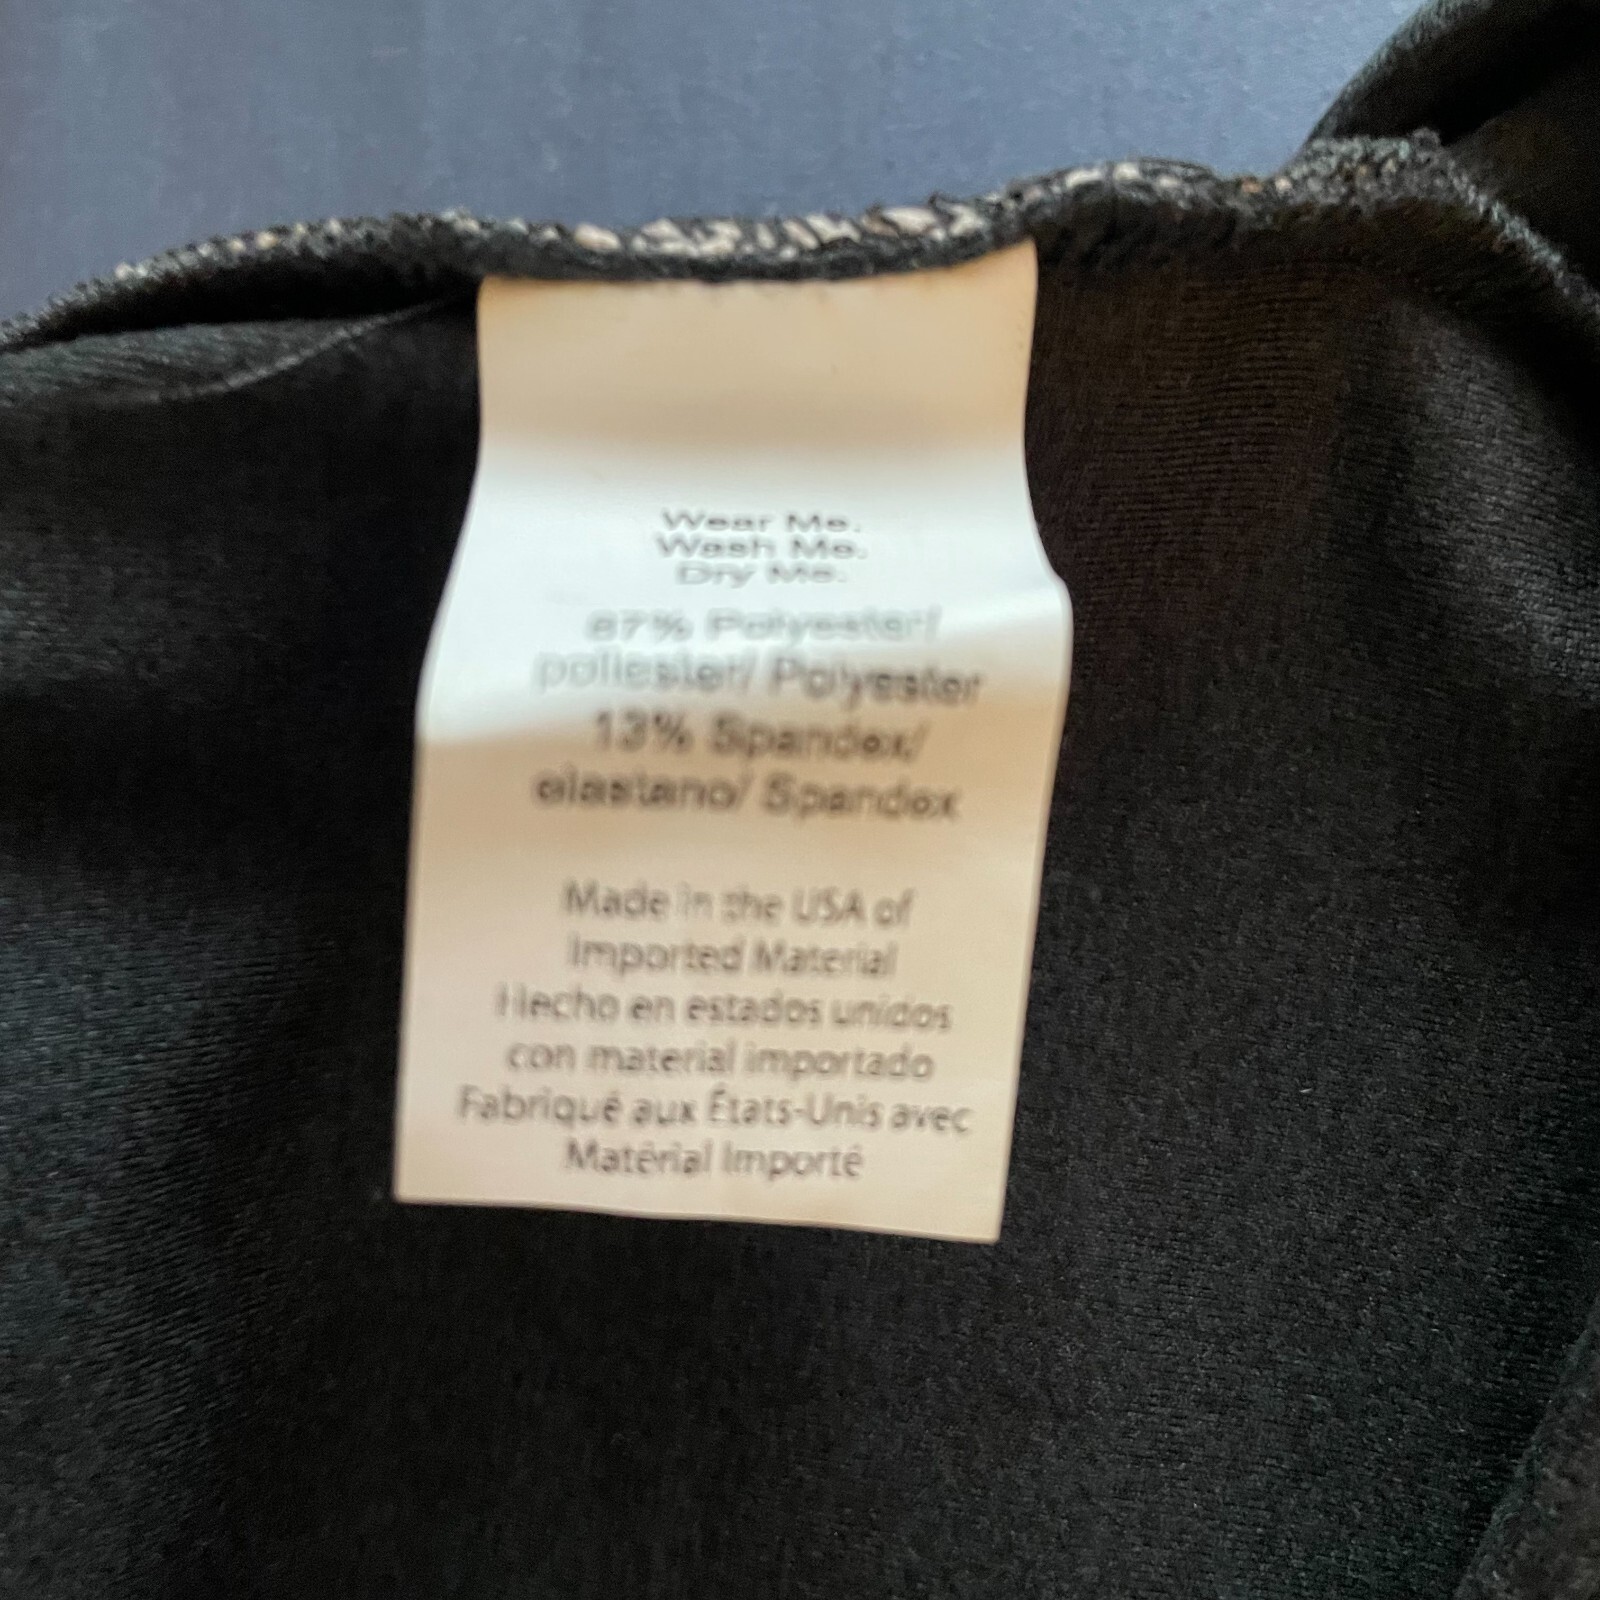 Wear Me.
Wash Me.
Dry Me.
87% Polyester/
poliester/ Polyester
13% Spandex/
elastano/ Spandex
Made in the USA of
Imported Material
Hecho en estados unidos
con material importado
Fabriqué aux États-Unis avec
Matérial Importé